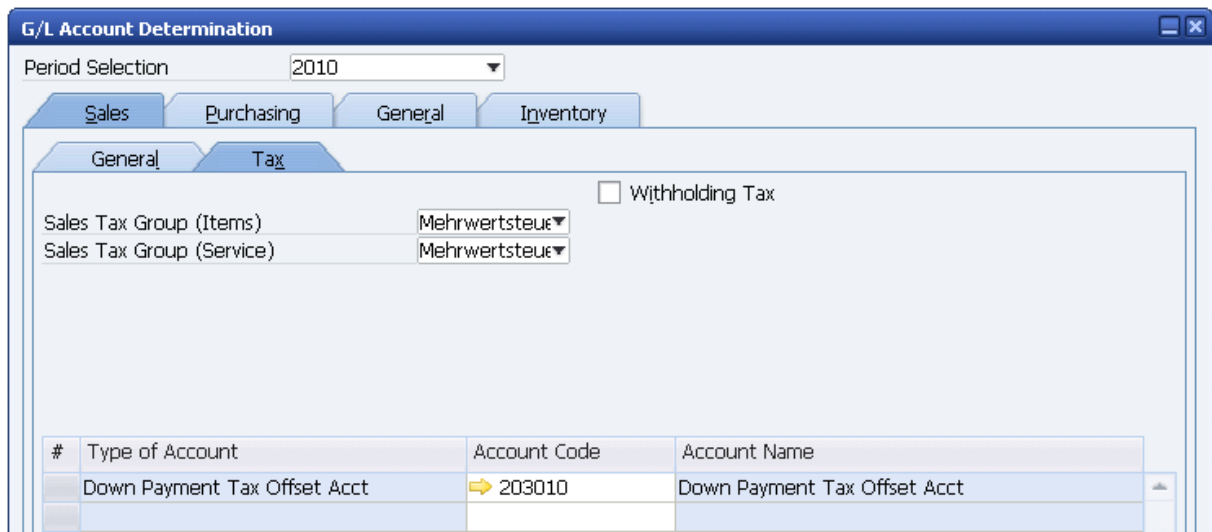 G/L Account Determination
Period Selection 2010
Sales Purchasing General Inventory
General Tax
Withholding Tax
Sales Tax Group (Items) Mehrwertsteue
Sales Tax Group (Service) Mehrwertsteue
# Type of Account Account Code Account Name
Down Payment Tax Offset Acct 203010 Down Payment Tax Offset Acct